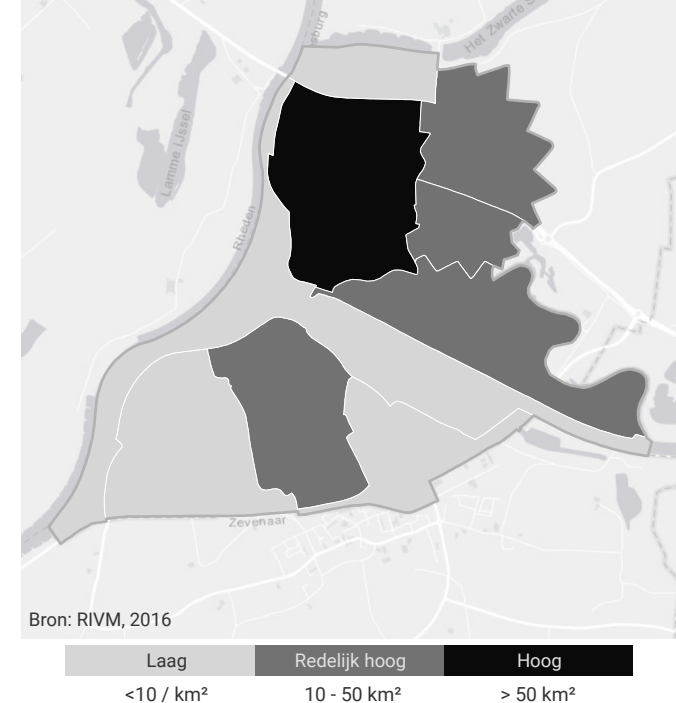 sburg
Het Zwarte S
Lamme IJssel
Rheden
Zevenaar
Bron: RIVM, 2016
Laag Redelijk hoog Hoog
<10 / km² 10 - 50 km² > 50 km²